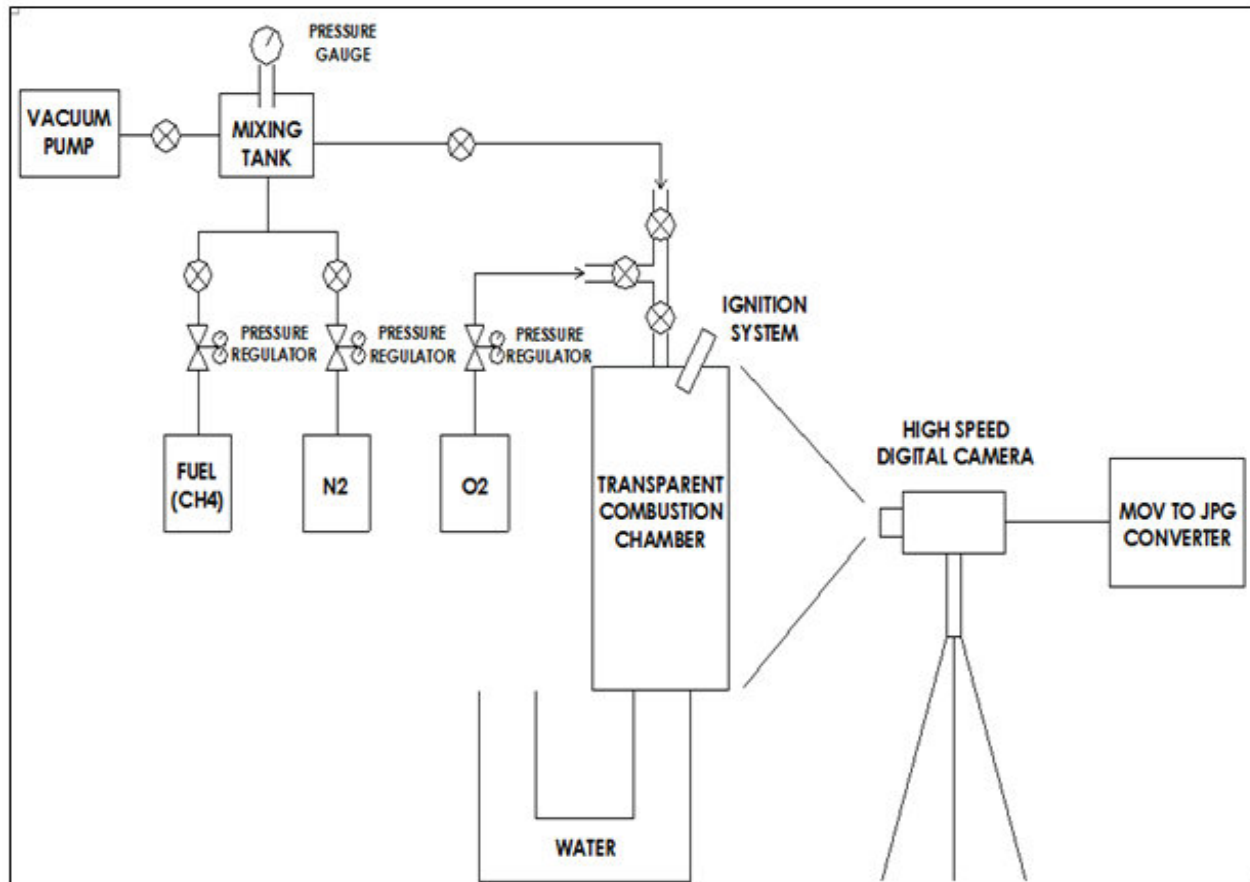 PRESSURE
GAUGE
VACUUM
PUMP
MIXING
TANK
PRESSURE
REGULATOR
PRESSURE
REGULATOR
PRESSURE
REGULATOR
IGNITION
SYSTEM
FUEL
(CH4)
N2
O2
TRANSPARENT
COMBUSTION
CHAMBER
HIGH SPEED
DIGITAL CAMERA
MOV TO JPG
CONVERTER
WATER